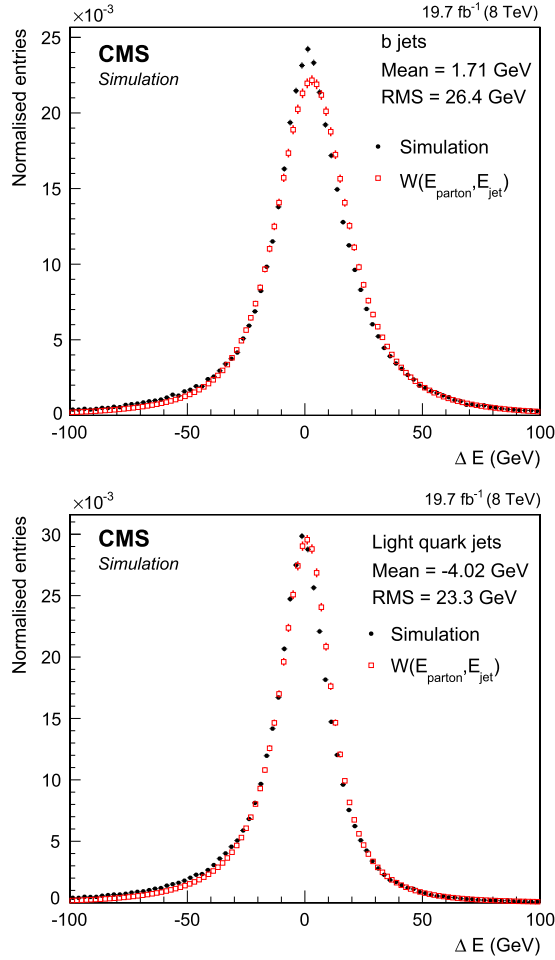 ×10⁻³
19.7 fb⁻¹ (8 TeV)
Normalised entries
CMS
Simulation
b jets
Mean = 1.71 GeV
RMS = 26.4 GeV
Simulation
W(E_parton,E_jet)
25
20
15
10
5
0
-100 -50 0 50 100
Δ E (GeV)
×10⁻³
19.7 fb⁻¹ (8 TeV)
Normalised entries
CMS
Simulation
Light quark jets
Mean = -4.02 GeV
RMS = 23.3 GeV
Simulation
W(E_parton,E_jet)
30
25
20
15
10
5
0
-100 -50 0 50 100
Δ E (GeV)